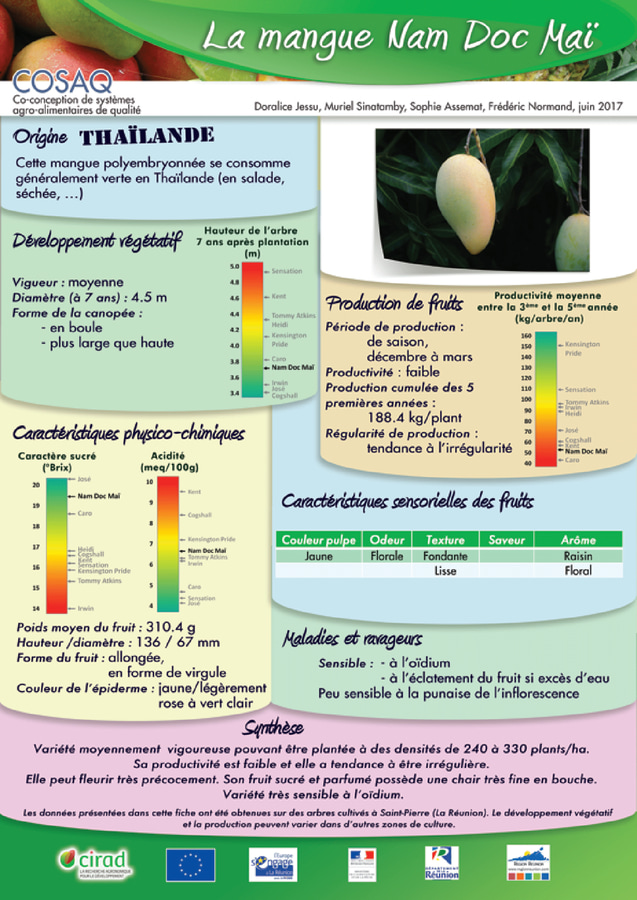 La mangue Nam Doc Maï
COSAQ
Co-conception de systèmes
agro-alimentaires de qualité
Doralice Jessu, Muriel Sinatamby, Sophie Assemat, Frédéric Normand, juin 2017
Origine THAÏLANDE
Cette mangue polyembryonnée se consomme
généralement verte en Thaïlande (en salade,
séchée, …)
Développement végétatif
Vigueur : moyenne
Diamètre (à 7 ans) : 4.5 m
Forme de la canopée :
- en boule
- plus large que haute
Hauteur de l'arbre
7 ans après plantation
(m)
5.0
4.8
4.6
4.4
4.2
4.0
3.8
3.6
3.4
Sensation
Kent
Tommy Atkins
Heidi
Kensington
Pride
Caro
Nam Doc Maï
Irwin
José
Cogshall
Production de fruits
Période de production :
de saison,
décembre à mars
Productivité : faible
Production cumulée des 5
premières années :
188.4 kg/plant
Régularité de production :
tendance à l'irrégularité
Productivité moyenne
entre la 3ème et la 5ème année
(kg/arbre/an)
160
150
140
130
120
110
100
90
80
70
60
50
40
Kensington
Pride
Sensation
Tommy Atkins
Irwin
Heidi
José
Cogshall
Kent
Nam Doc Maï
Caro
Caractéristiques physico-chimiques
Caractère sucré
(°Brix)
20
19
18
17
16
15
14
José
Nam Doc Maï
Caro
Heidi
Cogshall
Kent
Sensation
Kensington Pride
Tommy Atkins
Irwin
Acidité
(meq/100g)
10
9
8
7
6
5
4
Kent
Cogshall
Kensington Pride
Nam Doc Maï
Tommy Atkins
Irwin
Caro
Sensation
José
Poids moyen du fruit : 310.4 g
Hauteur /diamètre : 136 / 67 mm
Forme du fruit : allongée,
en forme de virgule
Couleur de l'épiderme : jaune/légèrement
rose à vert clair
Caractéristiques sensorielles des fruits
Couleur pulpe Odeur Texture Saveur Arôme
Jaune Florale Fondante Raisin
Lisse Floral
Maladies et ravageurs
Sensible : - à l'oïdium
- à l'éclatement du fruit si excès d'eau
Peu sensible à la punaise de l'inflorescence
Synthèse
Variété moyennement vigoureuse pouvant être plantée à des densités de 240 à 330 plants/ha.
Sa productivité est faible et elle a tendance à être irrégulière.
Elle peut fleurir très précocement. Son fruit sucré et parfumé possède une chair très fine en bouche.
Variété très sensible à l'oïdium.
Les données présentées dans cette fiche ont été obtenues sur des arbres cultivés à Saint-Pierre (La Réunion). Le développement végétatif
et la production peuvent varier dans d'autres zones de culture.
cirad
LA RECHERCHE AGRONOMIQUE
POUR LE DÉVELOPPEMENT
l'Europe
s'engage
à La Réunion
DÉPARTEMENT
DE LA
Réunion
REGION REUNION
www.regionreunion.com